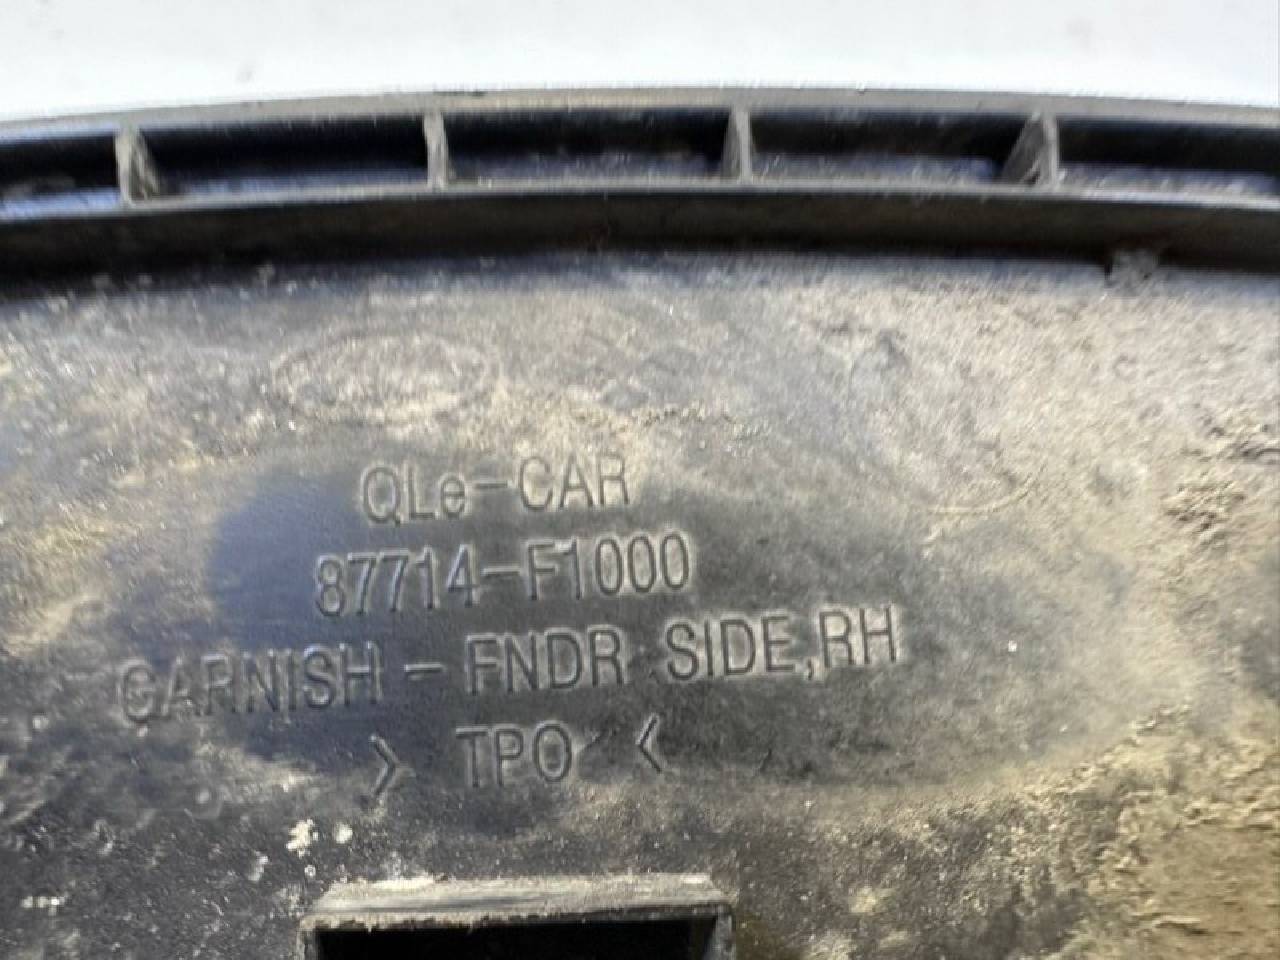 QLe-CAR
87714-F1000
GARNISH - FNDR SIDE,RH
> TPO <